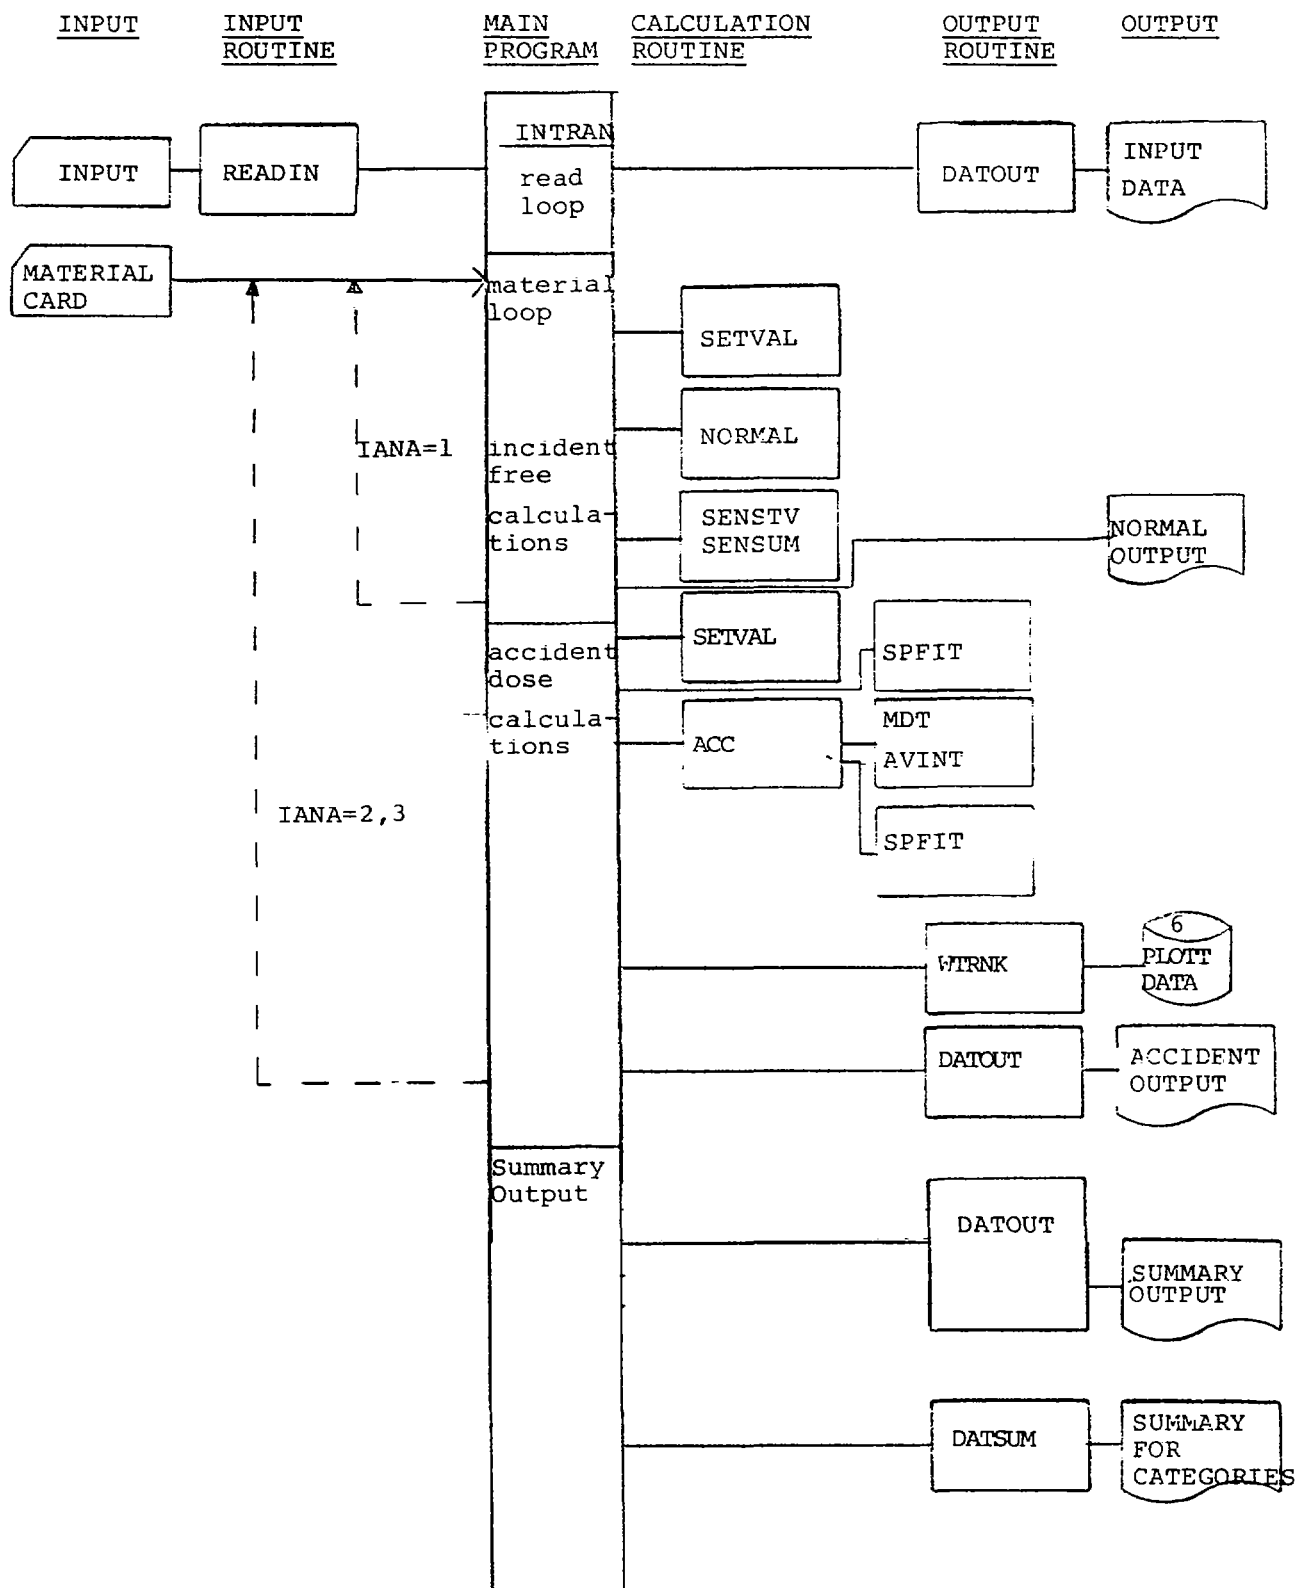 INPUT
INPUT
ROUTINE
MAIN
PROGRAM
CALCULATION
ROUTINE
OUTPUT
ROUTINE
OUTPUT
INPUT
READIN
INTRAN
read
loop
DATOUT
INPUT
DATA
MATERIAL
CARD
material
loop
SETVAL
IANA=1
incident
free
calcula-
tions
NORMAL
SENSTV
SENSUM
NORMAL
OUTPUT
accident
dose
calcula-
tions
SETVAL
SPFIT
ACC
MDT
AVINT
SPFIT
IANA=2,3
WTRNK
6
PLOTT
DATA
DATOUT
ACCIDENT
OUTPUT
Summary
Output
DATOUT
SUMMARY
OUTPUT
DATSUM
SUMMARY
FOR
CATEGORIES